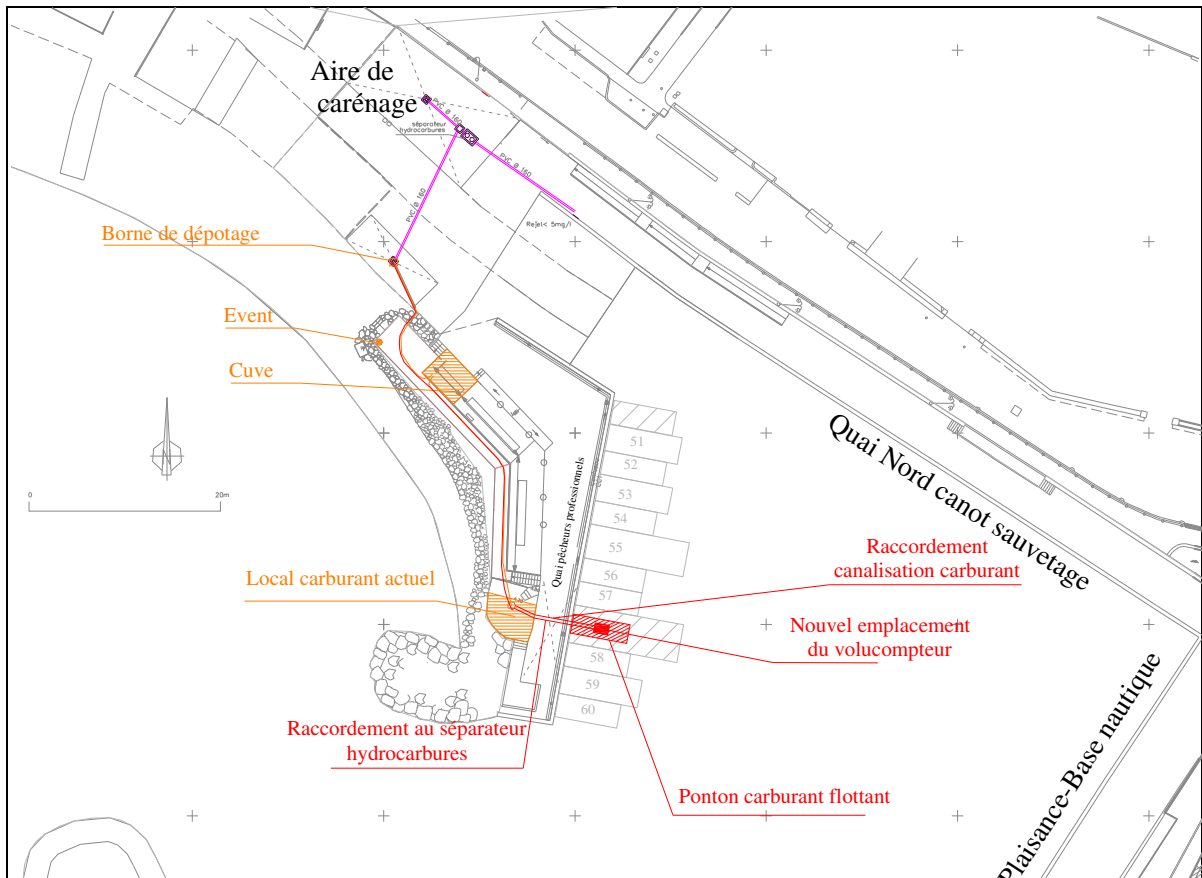 Aire de
carénage
PVC Ø 160
séparateur
hydrocarbures
PVC Ø 160
PVC Ø 160
Rejet< 5mg/l
Borne de dépotage
Event
Cuve
0
20m
Quai Nord canot sauvetage
Quai pêcheurs professionnels
51
52
53
54
55
56
57
58
59
60
Local carburant actuel
Raccordement
canalisation carburant
Nouvel emplacement
du volucompteur
Raccordement au séparateur
hydrocarbures
Ponton carburant flottant
Plaisance-Base nautique